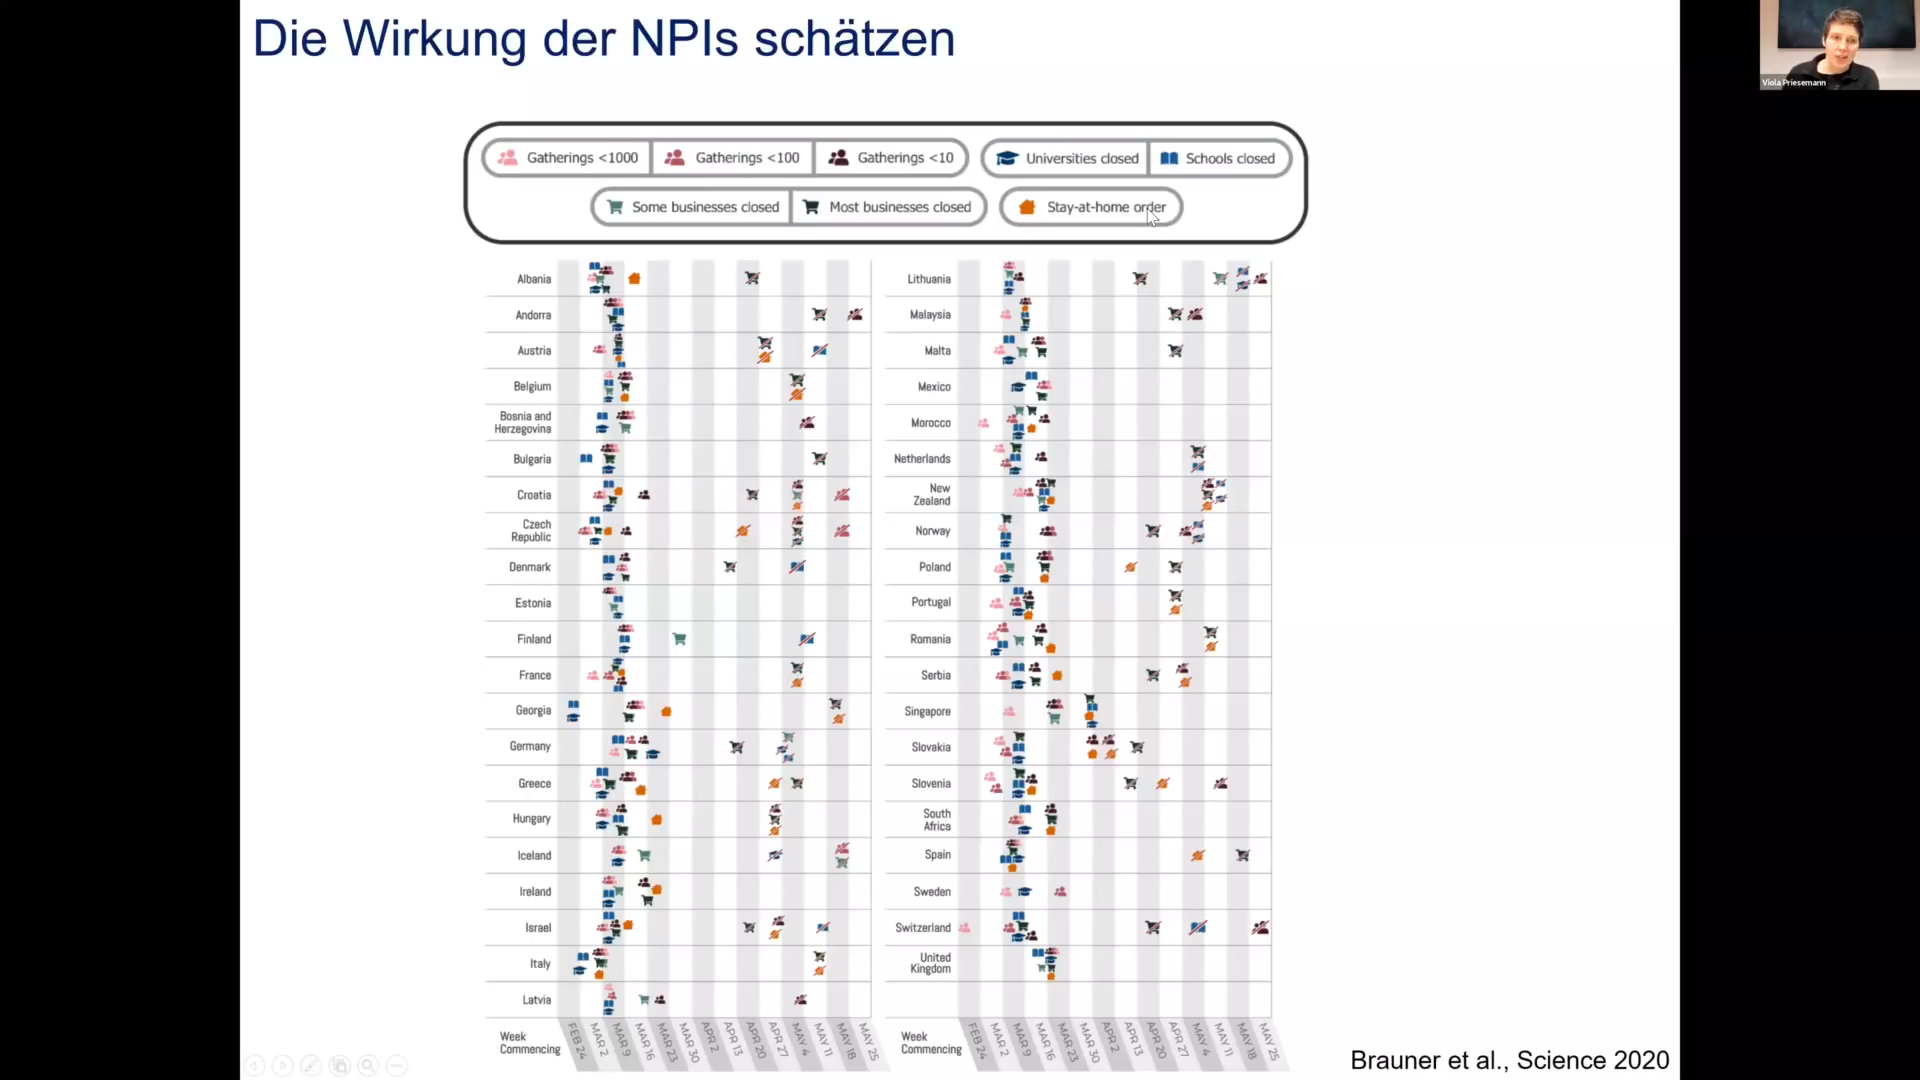 Die Wirkung der NPIs schätzen
Viola Priesemann
Gatherings <1000
Gatherings <100
Gatherings <10
Universities closed
Schools closed
Some businesses closed
Most businesses closed
Stay-at-home order
Albania
Andorra
Austria
Belgium
Bosnia and
Herzegovina
Bulgaria
Croatia
Czech
Republic
Denmark
Estonia
Finland
France
Georgia
Germany
Greece
Hungary
Iceland
Ireland
Israel
Italy
Latvia
Week
Commencing
FEB 24
MAR 2
MAR 9
MAR 16
MAR 23
MAR 30
APR 2
APR 13
APR 20
APR 27
MAY 4
MAY 11
MAY 18
MAY 25
Lithuania
Malaysia
Malta
Mexico
Morocco
Netherlands
New
Zealand
Norway
Poland
Portugal
Romania
Serbia
Singapore
Slovakia
Slovenia
South
Africa
Spain
Sweden
Switzerland
United
Kingdom
Week
Commencing
FEB 24
MAR 2
MAR 9
MAR 16
MAR 23
MAR 30
APR 2
APR 13
APR 20
APR 27
MAY 4
MAY 11
MAY 18
MAY 25
Brauner et al., Science 2020